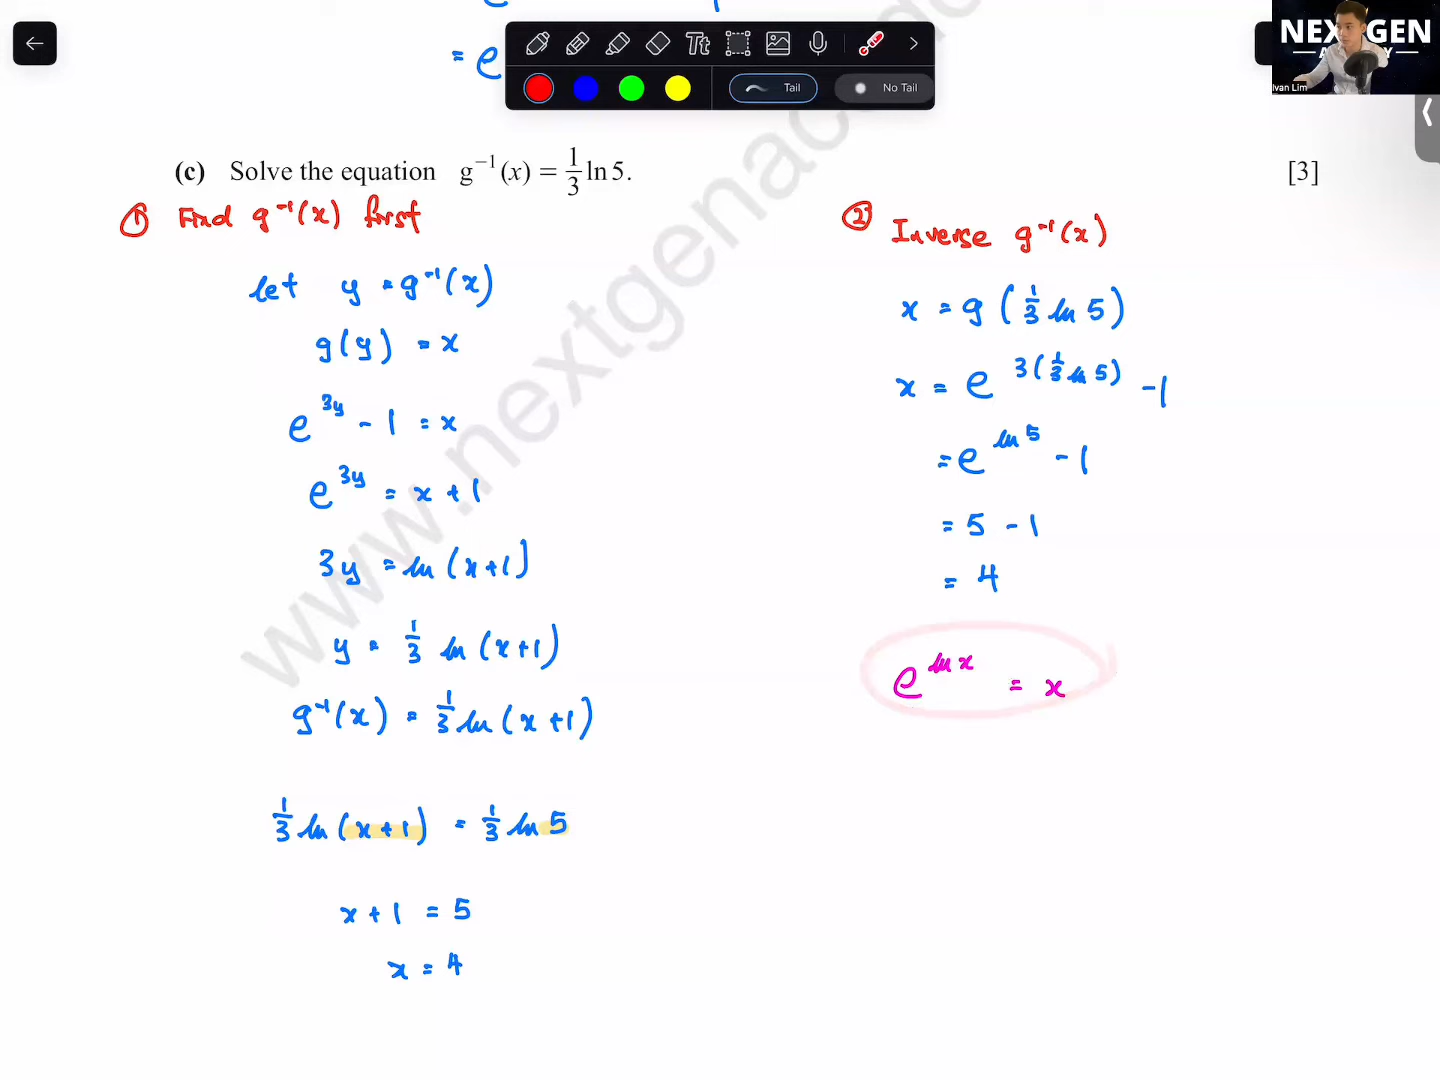 = e
Tt
Tail
No Tail
NEXTGEN
Ivan Lim
(c) Solve the equation g⁻¹(x) = 1/3 ln 5. [3]
① Find g⁻¹(x) first
let y = g⁻¹(x)
g(y) = x
e^{3y} - 1 = x
e^{3y} = x + 1
3y = ln (x+1)
y = 1/3 ln (x+1)
g⁻¹(x) = 1/3 ln (x+1)
1/3 ln (x+1) = 1/3 ln 5
x + 1 = 5
x = 4
② Inverse g⁻¹(x)
x = g (1/3 ln 5)
x = e^{3(1/3 ln 5)} - 1
= e^{ln 5} - 1
= 5 - 1
= 4
e^{ln x} = x